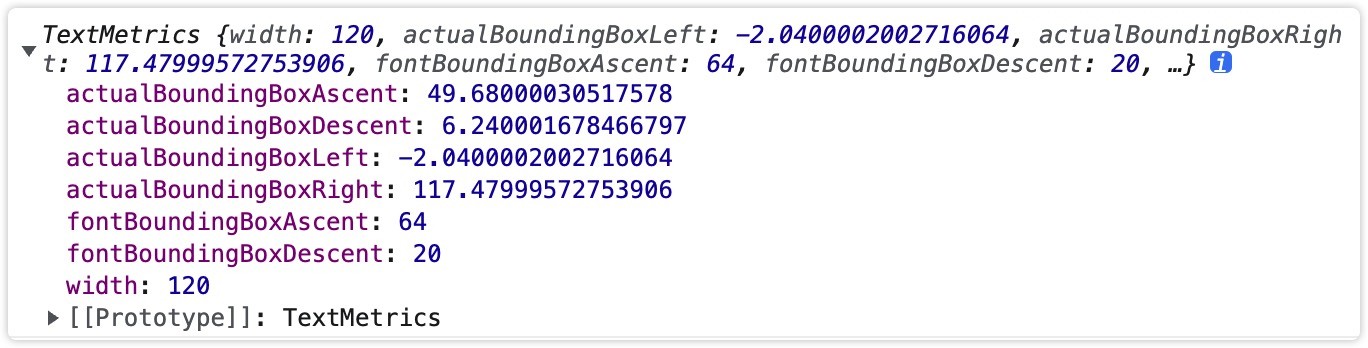 TextMetrics {width: 120, actualBoundingBoxLeft: -2.0400002002716064, actualBoundingBoxRigh
t: 117.47999572753906, fontBoundingBoxAscent: 64, fontBoundingBoxDescent: 20, …} i
actualBoundingBoxAscent: 49.68000030517578
actualBoundingBoxDescent: 6.240001678466797
actualBoundingBoxLeft: -2.0400002002716064
actualBoundingBoxRight: 117.47999572753906
fontBoundingBoxAscent: 64
fontBoundingBoxDescent: 20
width: 120
[[Prototype]]: TextMetrics